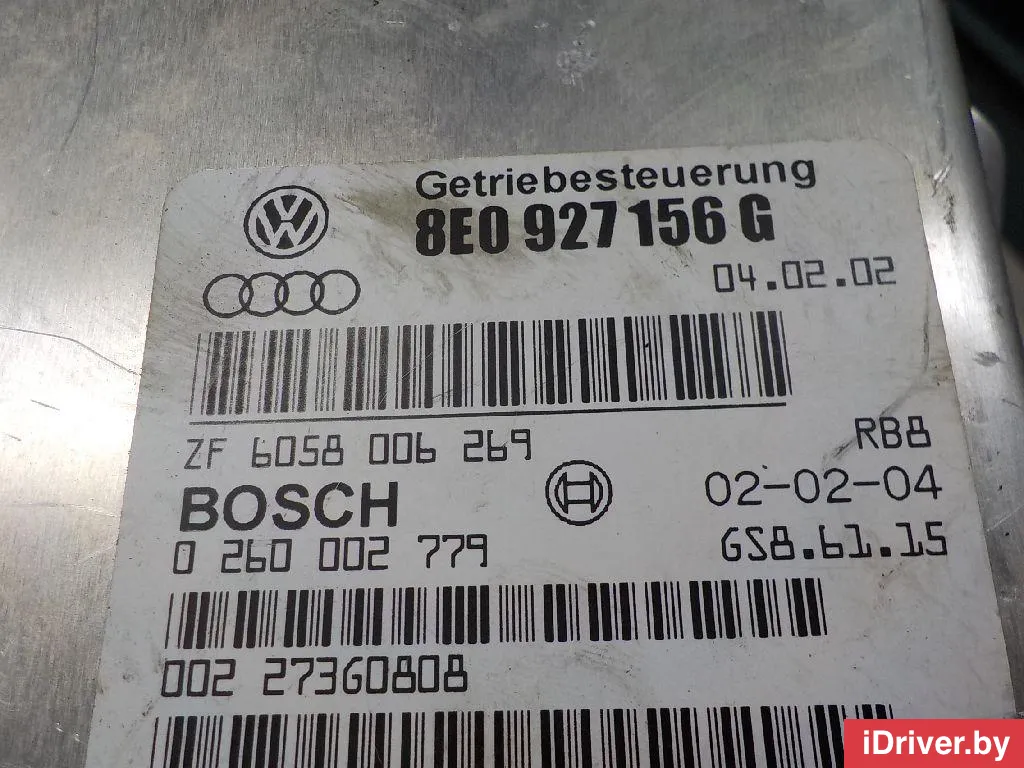 Getriebesteuerung
8E0 927 156 G
04.02.02
ZF 6058 006 269
RB8
BOSCH
02-02-04
0 260 002 779
GS8.61.15
002 27360808
iDriver.by